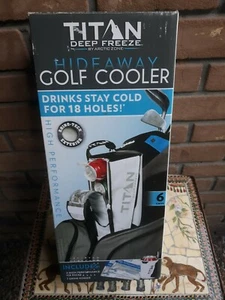 TITAN
DEEP FREEZE
BY ARCTIC ZONE
HIDEAWAY
GOLF COOLER
DRINKS STAY COLD
FOR 18 HOLES!
HIGH PERFORMANCE
TITAN
6
INCLUDES